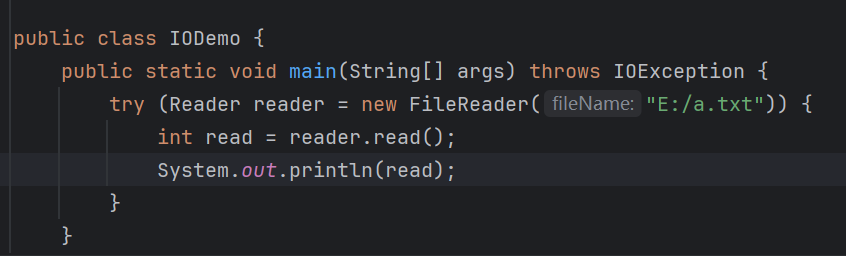 public class IODemo {
    public static void main(String[] args) throws IOException {
        try (Reader reader = new FileReader( fileName: "E:/a.txt")) {
            int read = reader.read();
            System.out.println(read);
        }
    }